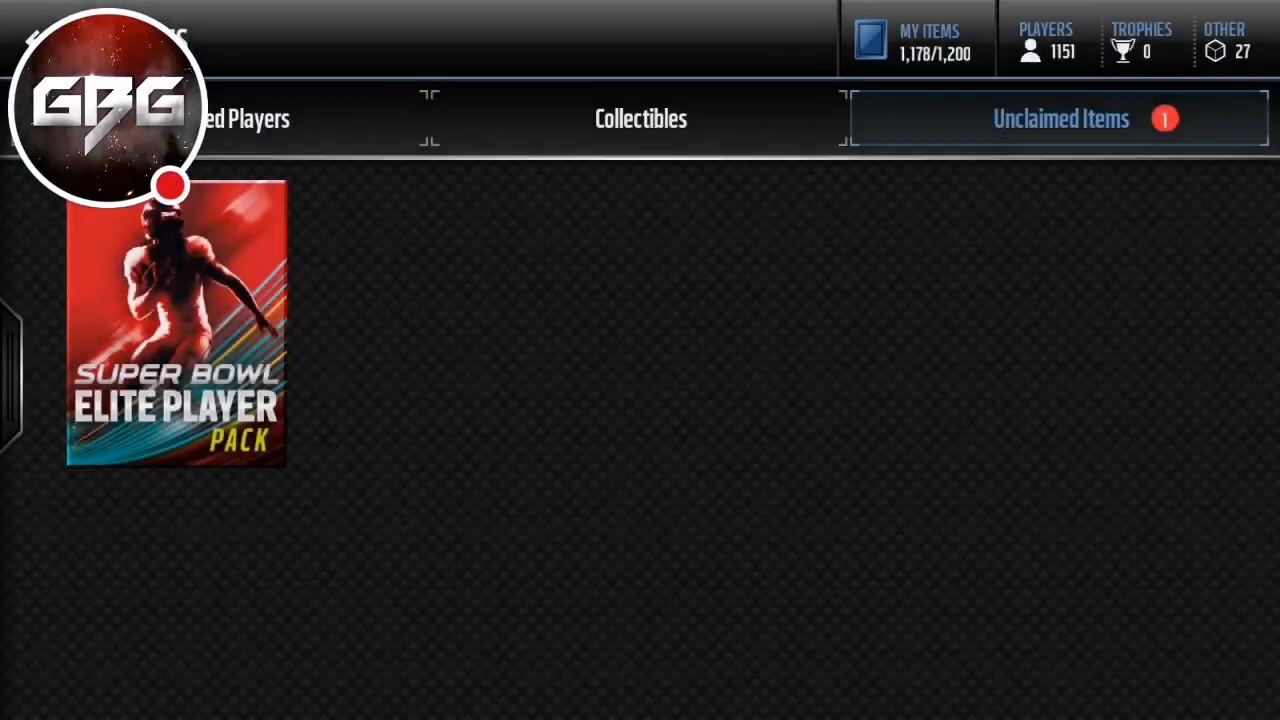 MY ITEMS
1,178/1,200
PLAYERS
1151
TROPHIES
0
OTHER
27
GBG
Players
Collectibles
Unclaimed Items 1
SUPER BOWL
ELITE PLAYER
PACK